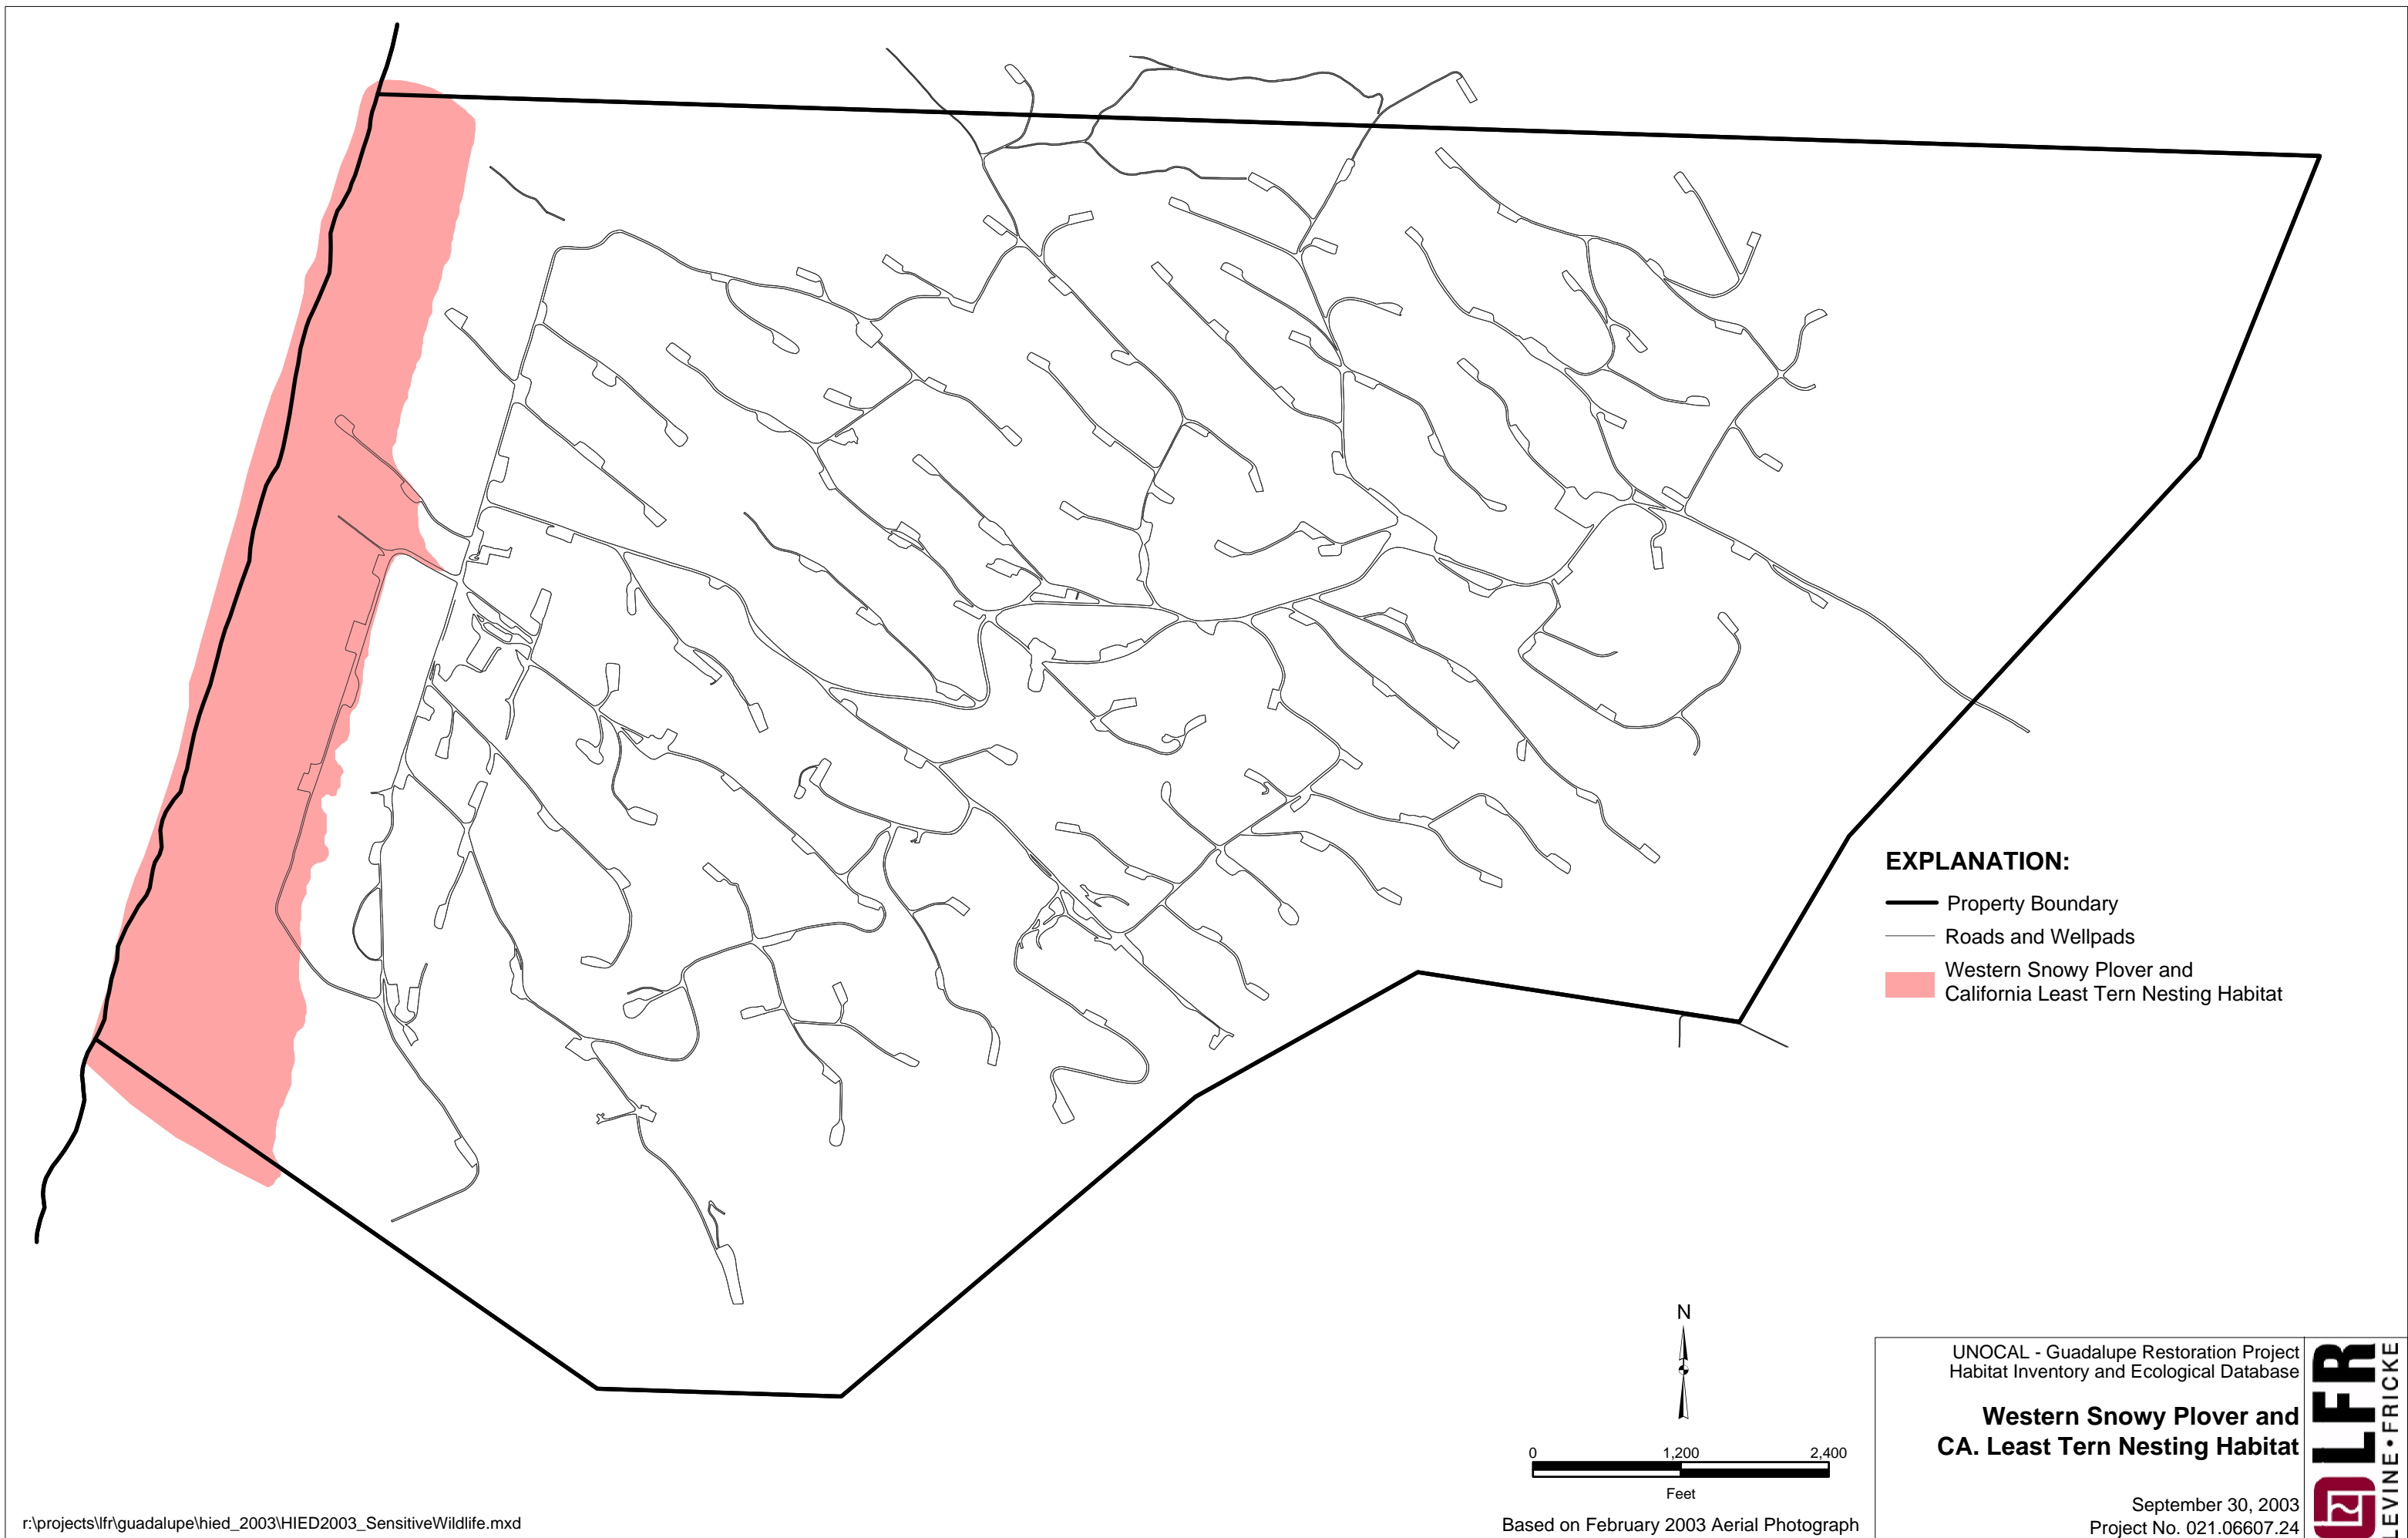 EXPLANATION:
Property Boundary
Roads and Wellpads
Western Snowy Plover and
California Least Tern Nesting Habitat
N
0 1,200 2,400
Feet
Based on February 2003 Aerial Photograph
r:\projects\lfr\guadalupe\hied_2003\HIED2003_SensitiveWildlife.mxd
UNOCAL - Guadalupe Restoration Project
Habitat Inventory and Ecological Database
Western Snowy Plover and
CA. Least Tern Nesting Habitat
September 30, 2003
Project No. 021.06607.24
LFR
LEVINE•FRICKE